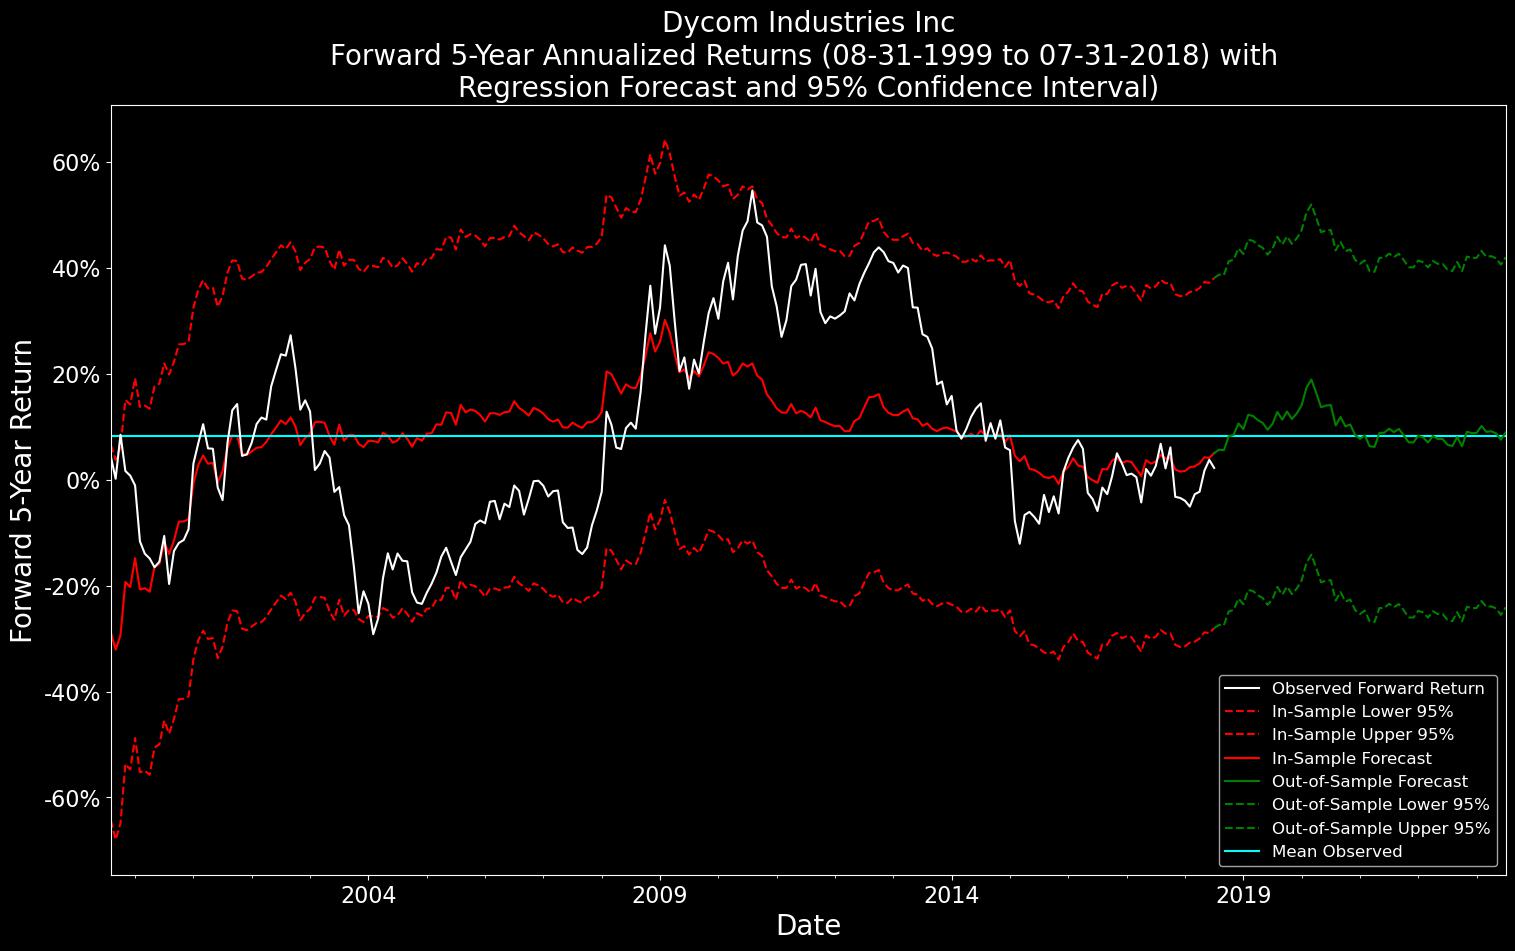 Dycom Industries Inc
Forward 5-Year Annualized Returns (08-31-1999 to 07-31-2018) with
Regression Forecast and 95% Confidence Interval)
Forward 5-Year Return
60%
40%
20%
0%
-20%
-40%
-60%
Observed Forward Return
In-Sample Lower 95%
In-Sample Upper 95%
In-Sample Forecast
Out-of-Sample Forecast
Out-of-Sample Lower 95%
Out-of-Sample Upper 95%
Mean Observed
2004 2009 2014 2019
Date